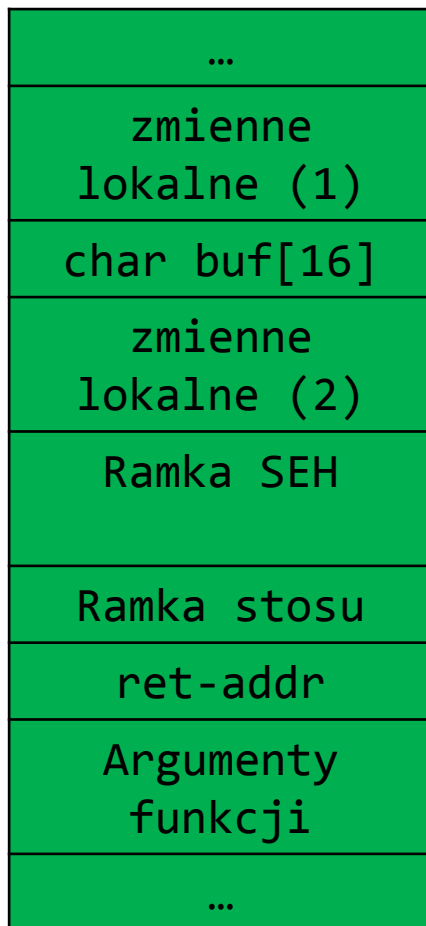 …
zmienne
lokalne (1)
char buf[16]
zmienne
lokalne (2)
Ramka SEH
Ramka stosu
ret-addr
Argumenty
funkcji
…